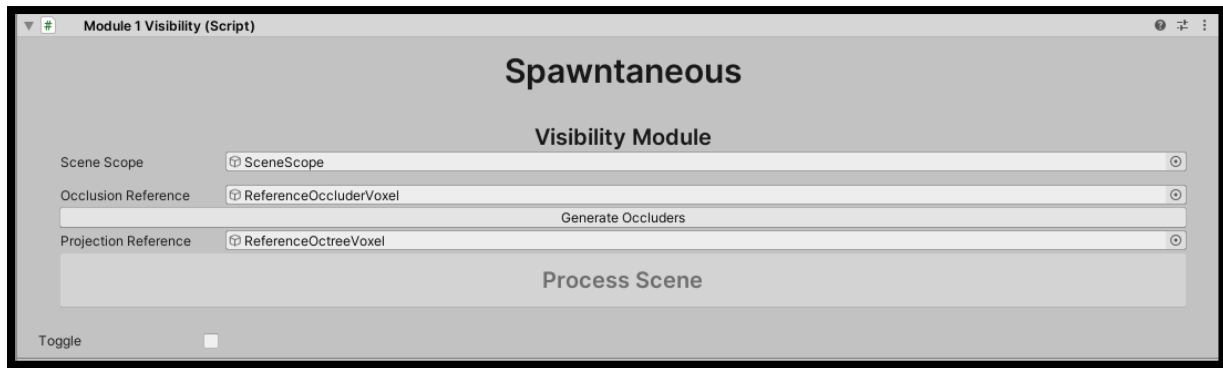 # Module 1 Visibility (Script)
Spawntaneous
Visibility Module
Scene Scope SceneScope
Occlusion Reference ReferenceOccluderVoxel
Generate Occluders
Projection Reference ReferenceOctreeVoxel
Process Scene
Toggle